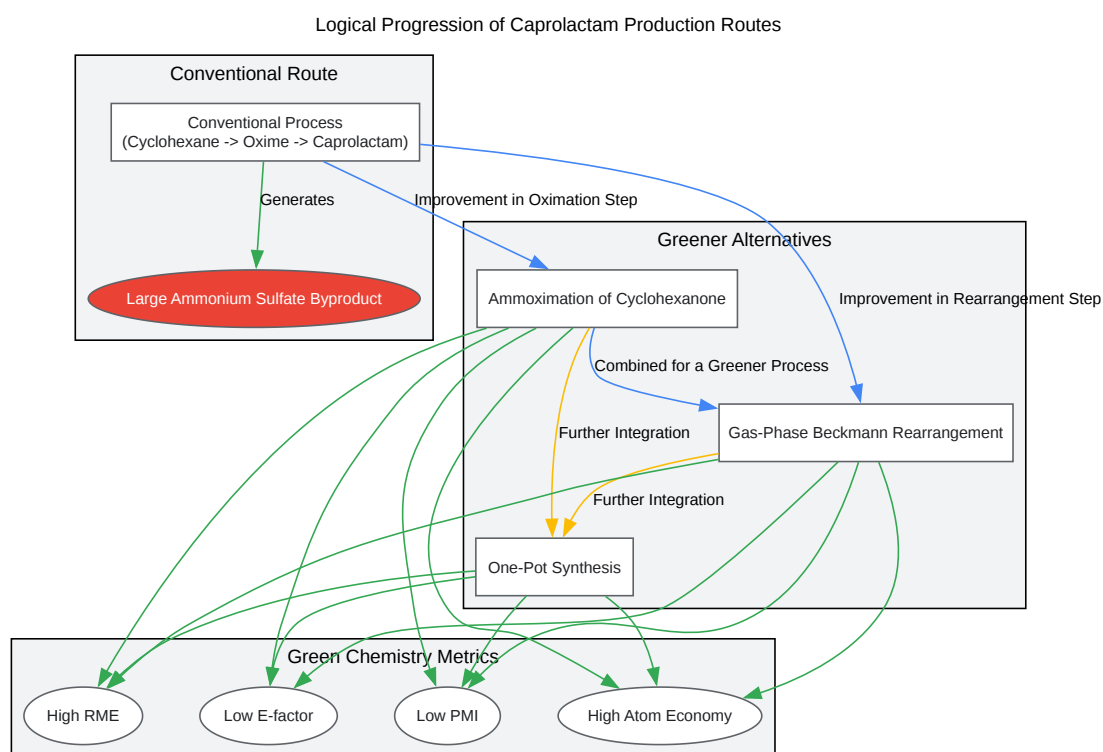 Logical Progression of Caprolactam Production Routes
Conventional Route
Conventional Process
(Cyclohexane -> Oxime -> Caprolactam)
Generates
Improvement in Oximation Step
Greener Alternatives
Large Ammonium Sulfate Byproduct
Ammoximation of Cyclohexanone
Improvement in Rearrangement Step
Combined for a Greener Process
Further Integration
Gas-Phase Beckmann Rearrangement
Further Integration
One-Pot Synthesis
Green Chemistry Metrics
High RME
Low E-factor
Low PMI
High Atom Economy